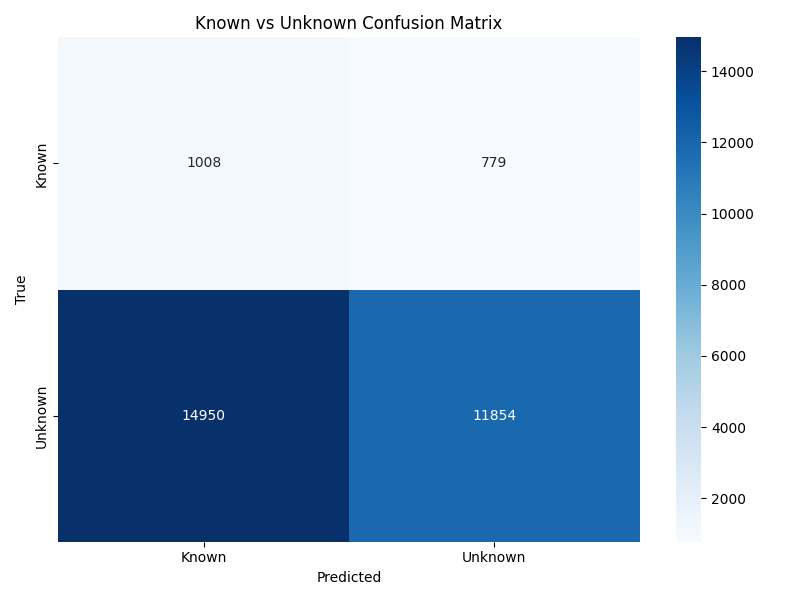 Known vs Unknown Confusion Matrix
True
Known
1008
779
Unknown
14950
11854
Known
Unknown
Predicted
14000
12000
10000
8000
6000
4000
2000